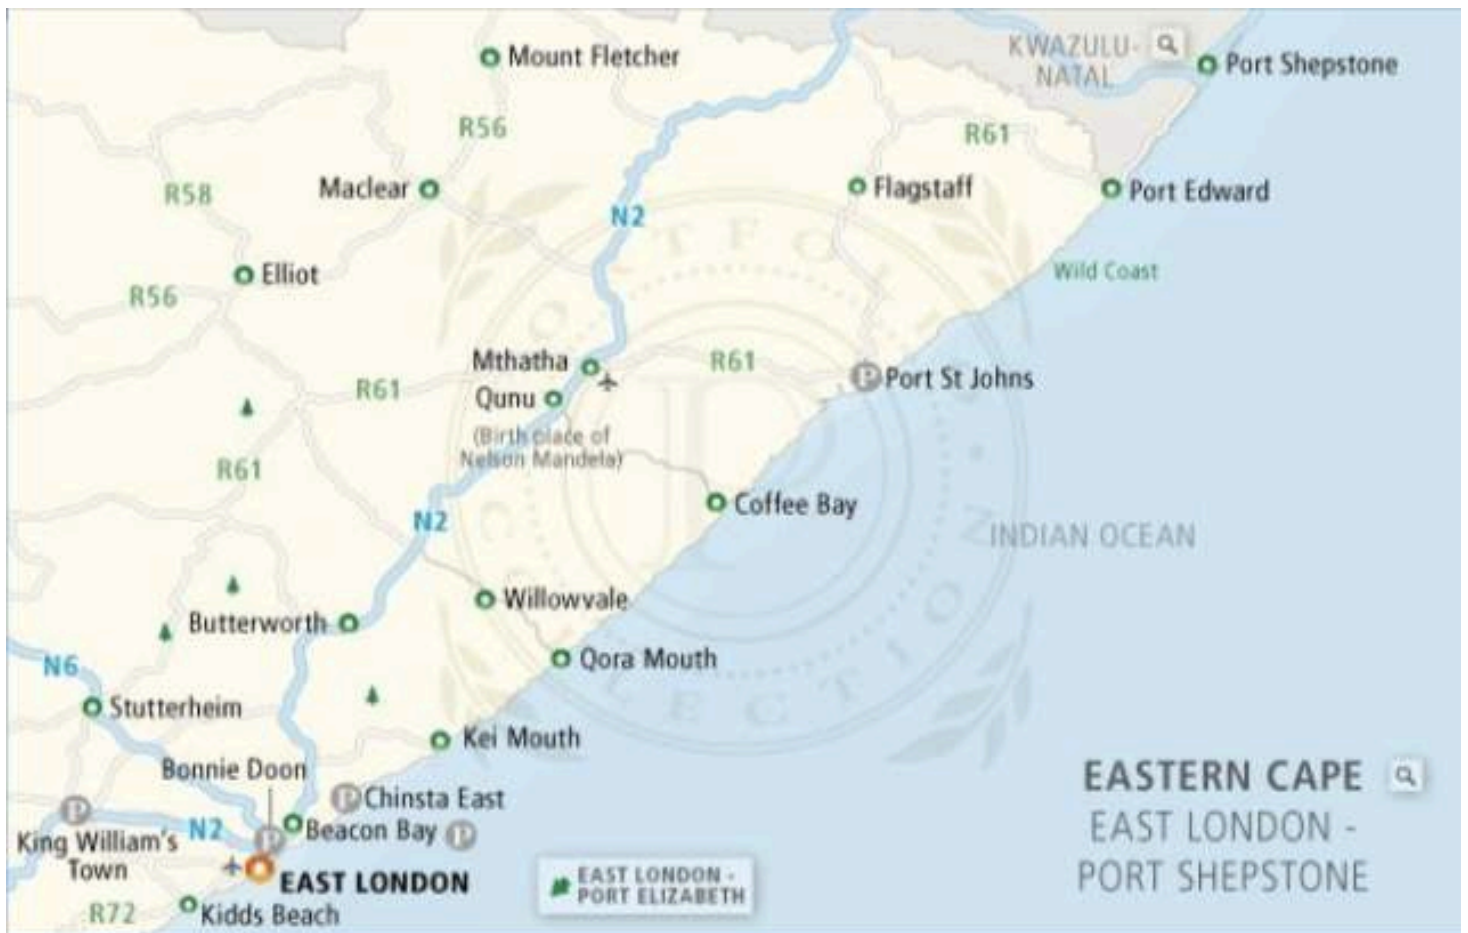 Mount Fletcher
KWAZULU-
NATAL
Port Shepstone
R56
R61
R58
Maclear
Flagstaff
Port Edward
N2
Wild Coast
Elliot
R56
Mthatha
R61
R61
Port St Johns
Qunu
(Birth place of
Nelson Mandela)
R61
Coffee Bay
N2
INDIAN OCEAN
Willowvale
Butterworth
Qora Mouth
N6
Stutterheim
Kei Mouth
Bonnie Doon
P Chinsta East
P
N2
P
Beacon Bay P
King William's
Town
EAST LONDON
R72
Kidds Beach
EAST LONDON -
PORT ELIZABETH
EASTERN CAPE
EAST LONDON -
PORT SHEPSTONE
P